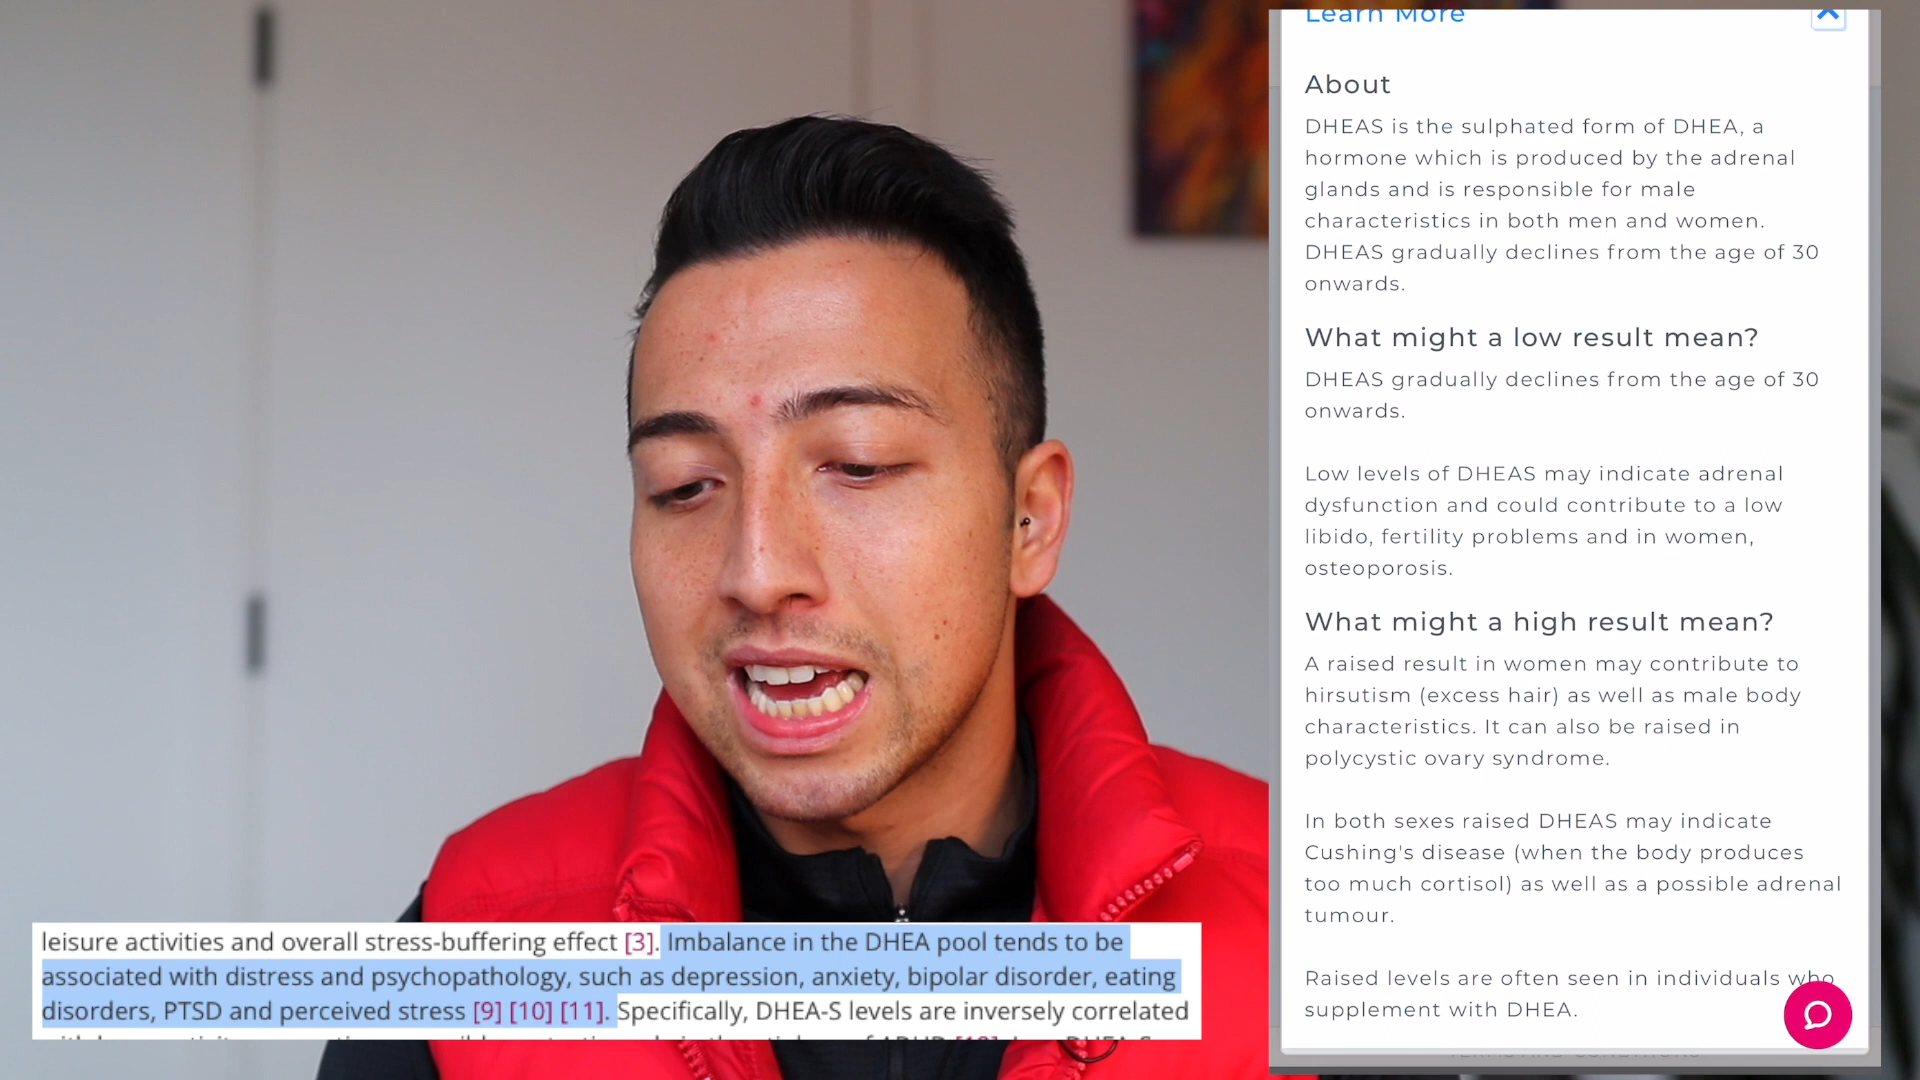 Learn More
About
DHEAS is the sulphated form of DHEA, a
hormone which is produced by the adrenal
glands and is responsible for male
characteristics in both men and women.
DHEAS gradually declines from the age of 30
onwards.
What might a low result mean?
DHEAS gradually declines from the age of 30
onwards.
Low levels of DHEAS may indicate adrenal
dysfunction and could contribute to a low
libido, fertility problems and in women,
osteoporosis.
What might a high result mean?
A raised result in women may contribute to
hirsutism (excess hair) as well as male body
characteristics. It can also be raised in
polycystic ovary syndrome.
In both sexes raised DHEAS may indicate
Cushing's disease (when the body produces
too much cortisol) as well as a possible adrenal
tumour.
Raised levels are often seen in individuals who
supplement with DHEA.
leisure activities and overall stress-buffering effect [3]. Imbalance in the DHEA pool tends to be
associated with distress and psychopathology, such as depression, anxiety, bipolar disorder, eating
disorders, PTSD and perceived stress [9] [10] [11]. Specifically, DHEA-S levels are inversely correlated